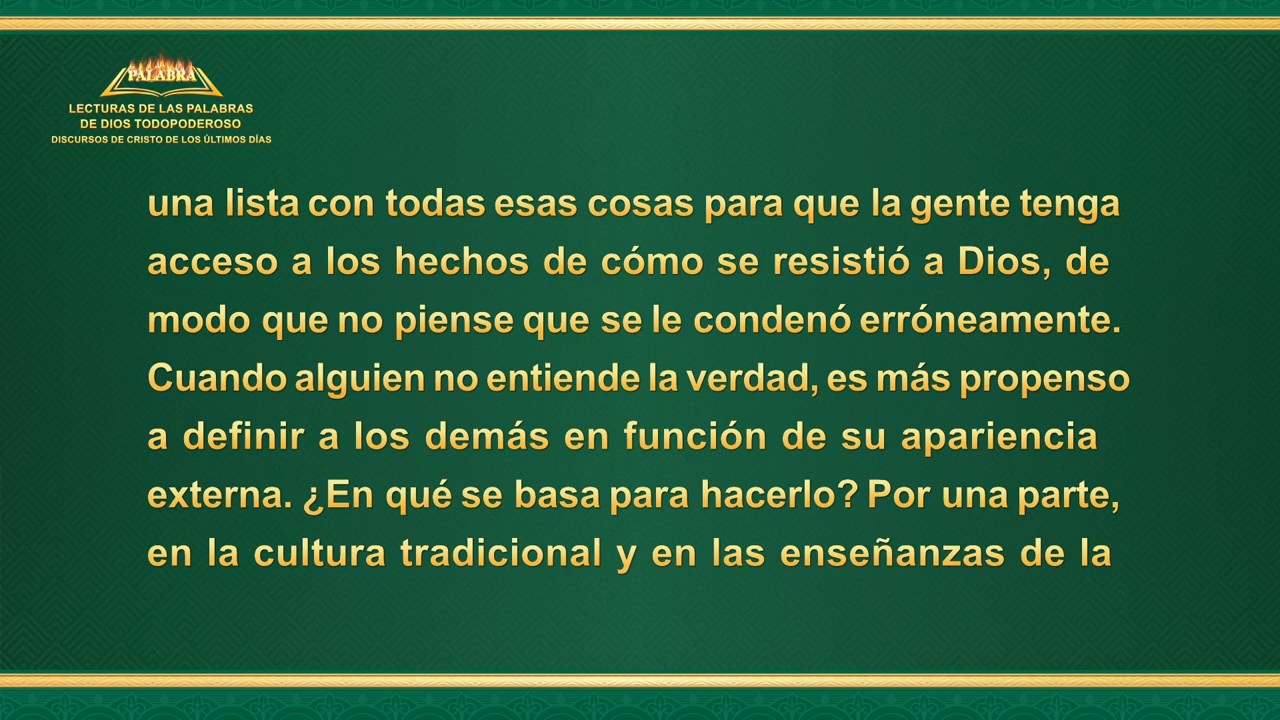 PALABRA
LECTURAS DE LAS PALABRAS
DE DIOS TODOPODEROSO
DISCURSOS DE CRISTO DE LOS ÚLTIMOS DÍAS
una lista con todas esas cosas para que la gente tenga
acceso a los hechos de cómo se resistió a Dios, de
modo que no piense que se le condenó erróneamente.
Cuando alguien no entiende la verdad, es más propenso
a definir a los demás en función de su apariencia
externa. ¿En qué se basa para hacerlo? Por una parte,
en la cultura tradicional y en las enseñanzas de la